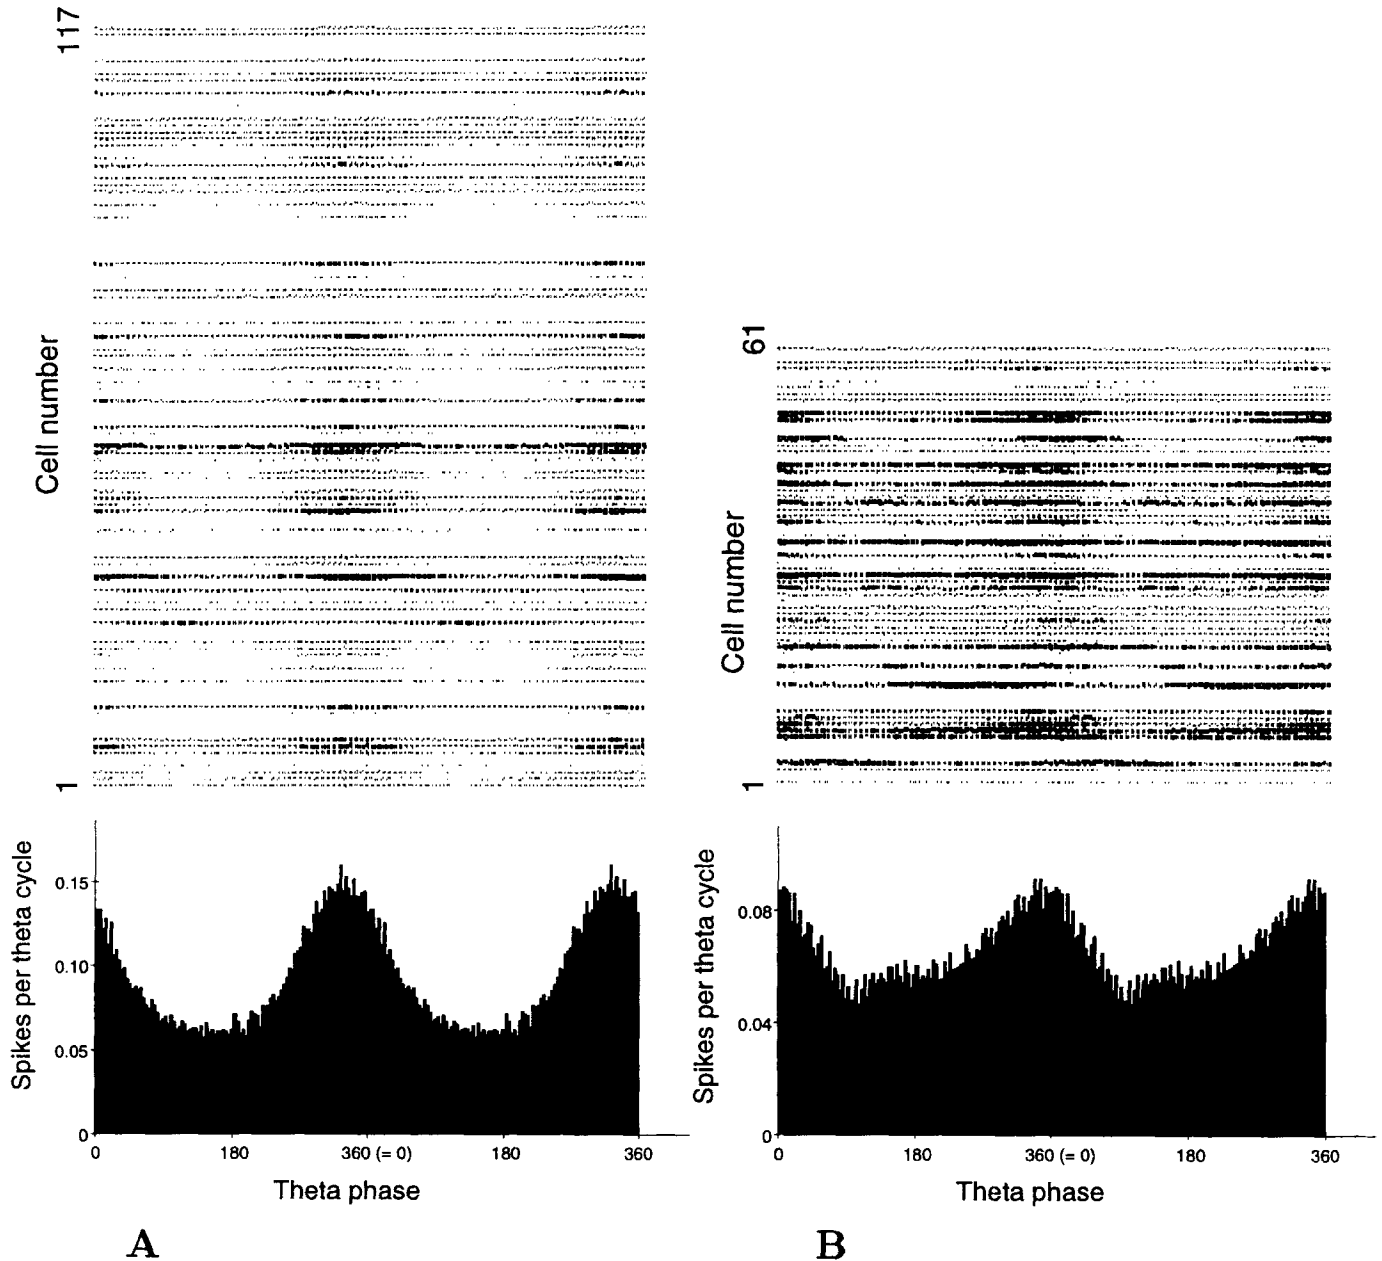 117
Cell number
1
Spikes per theta cycle
0.15
0.10
0.05
0
0
180
360 (= 0)
180
360
Theta phase
A
61
Cell number
1
Spikes per theta cycle
0.08
0.04
0
0
180
360 (= 0)
180
360
Theta phase
B